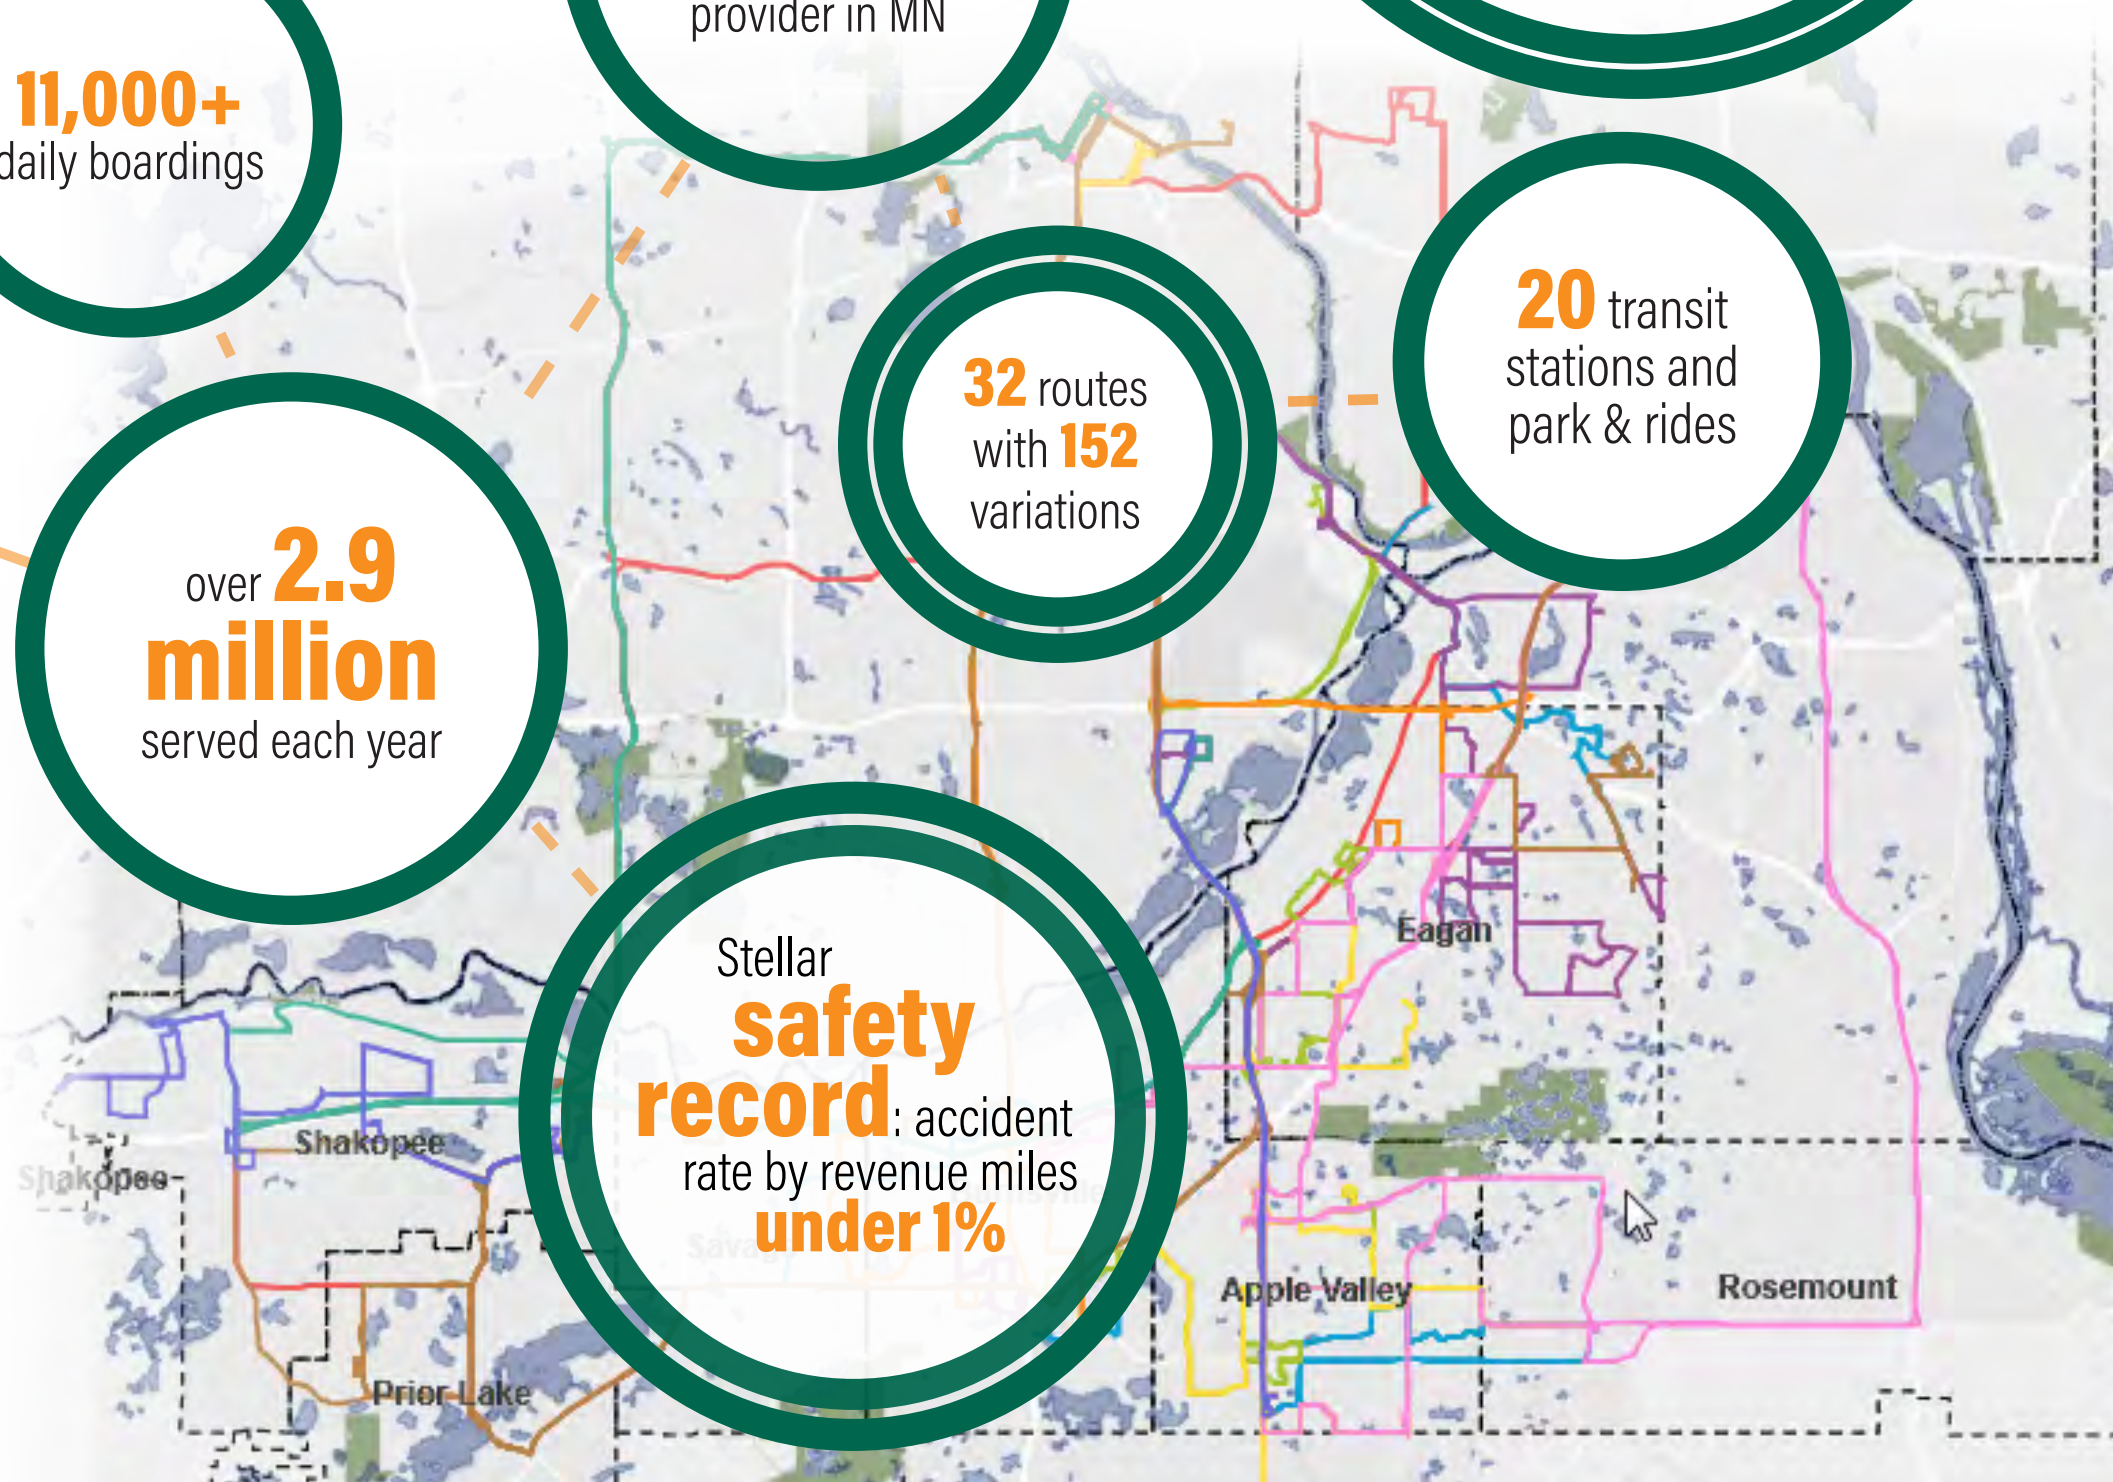 provider in MN
11,000+
daily boardings
20 transit
stations and
park & rides
32 routes
with 152
variations
over 2.9
million
served each year
Stellar
safety
record: accident
rate by revenue miles
under 1%
Eagan
Shakopee
Shakopee
Apple Valley
Rosemount
Prior Lake